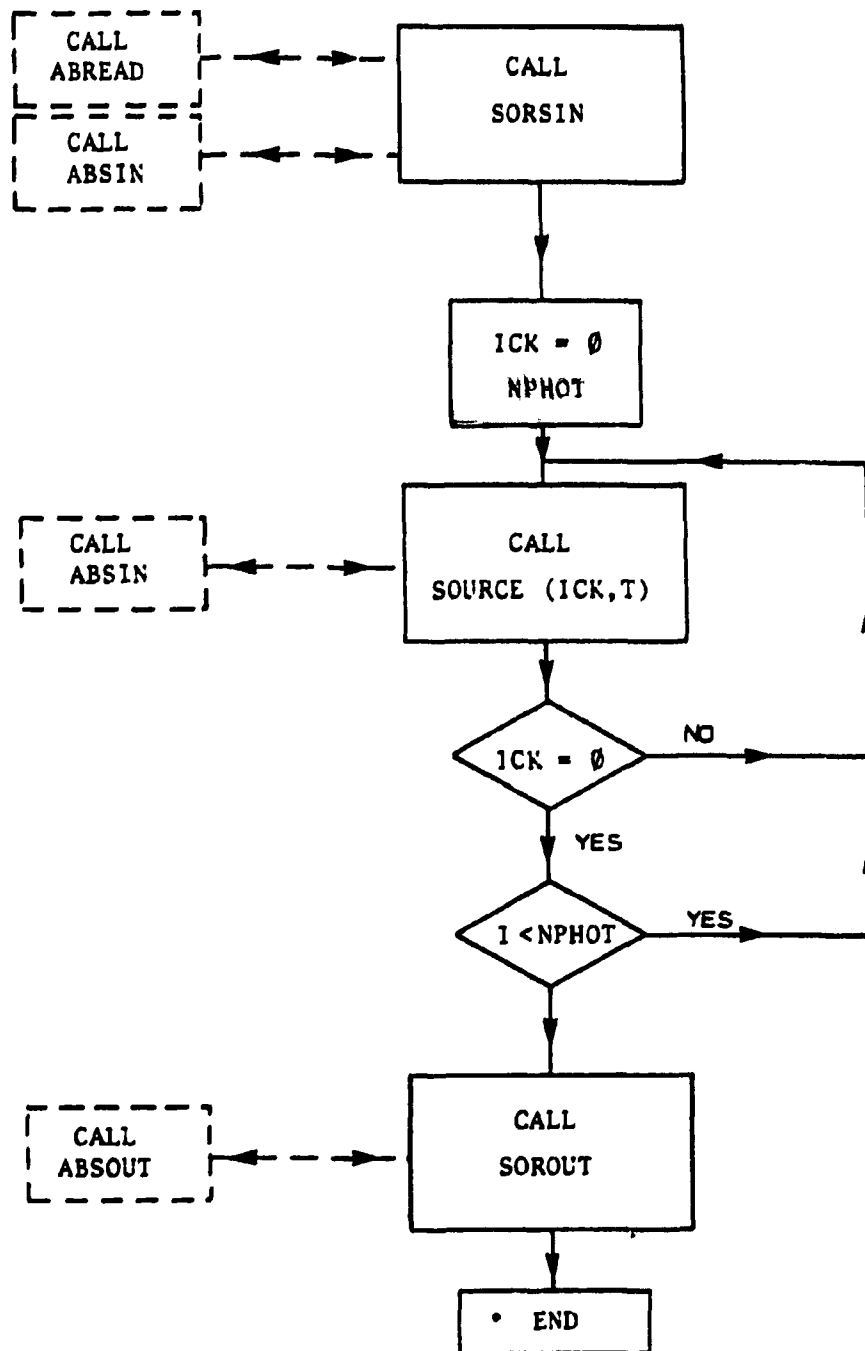 CALL
ABREAD
CALL
SORSIN
CALL
ABSIN
ICK = Ø
NPHOT
CALL
ABSIN
CALL
SOURCE (ICK,T)
ICK = Ø
NO
YES
I < NPHOT
YES
CALL
ABSOUT
CALL
SOROUT
END